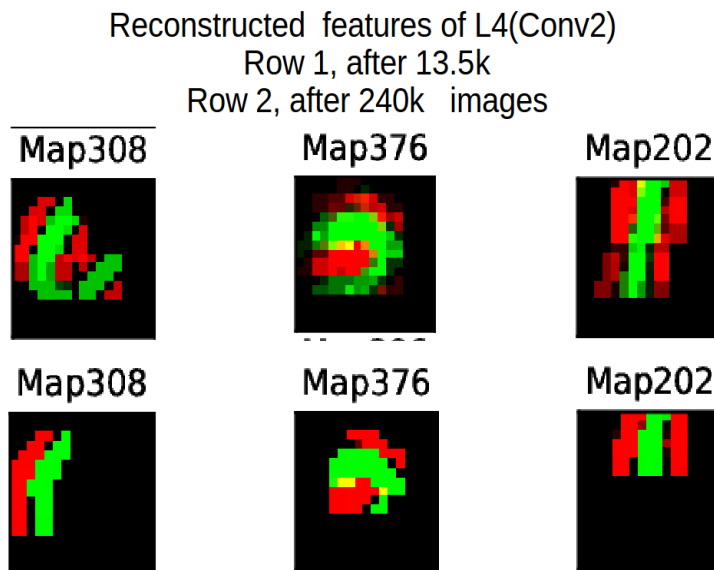 Reconstructed features of L4(Conv2)
Row 1, after 13.5k
Row 2, after 240k images
Map308 Map376 Map202
Map308 Map376 Map202